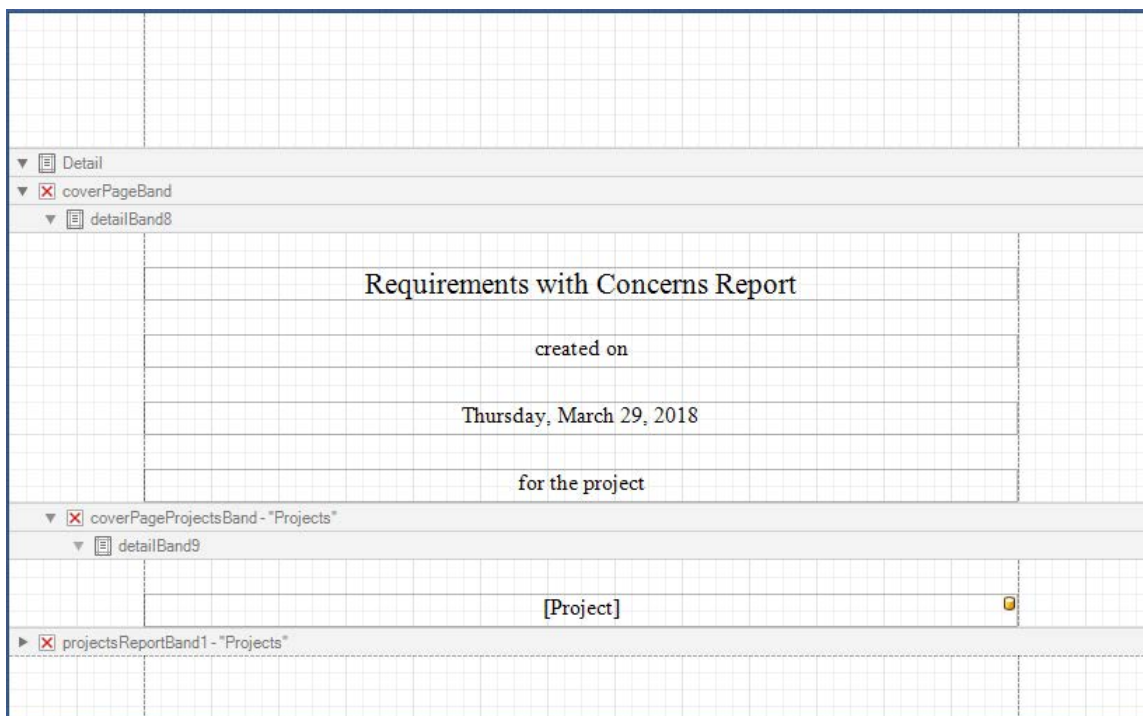 Detail
coverPageBand
detailBand8
Requirements with Concerns Report
created on
Thursday, March 29, 2018
for the project
coverPageProjectsBand - "Projects"
detailBand9
[Project]
projectsReportBand1 - "Projects"